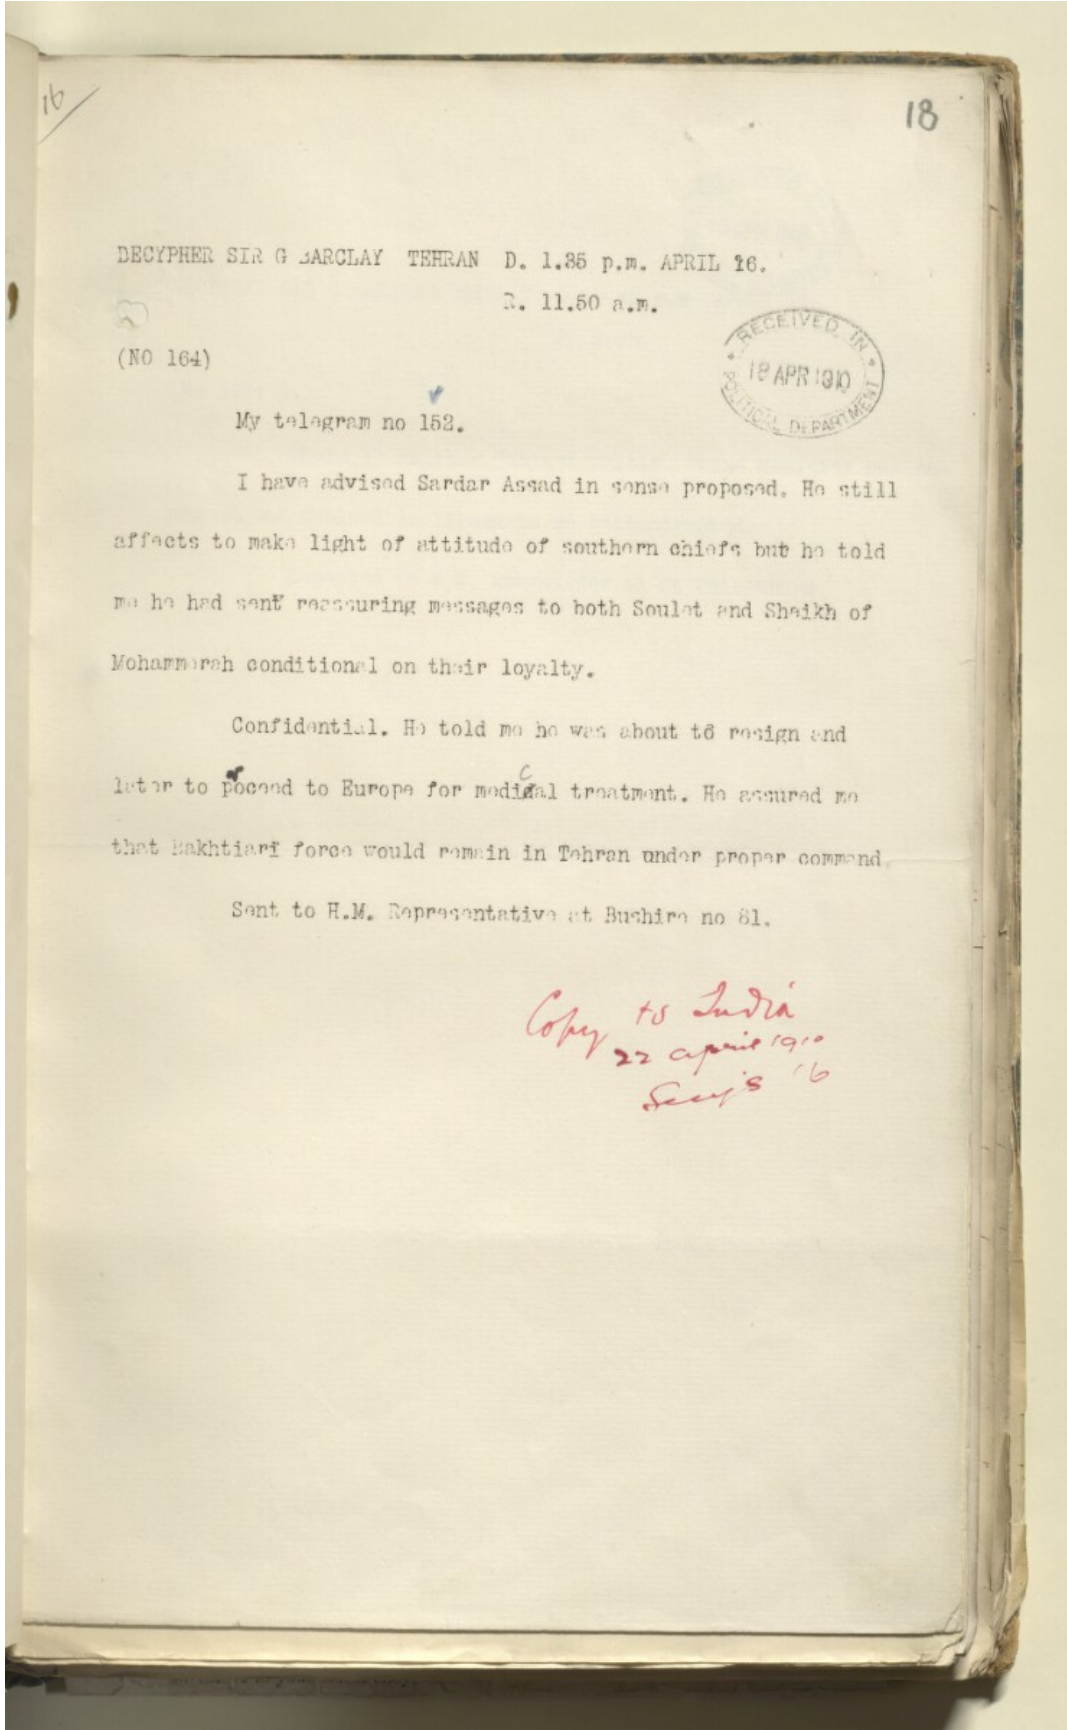 16
18
DECYPHER SIR G BARCLAY TEHRAN D. 1.35 p.m. APRIL 16.
R. 11.50 a.m.
(NO 164)
RECEIVED IN
18 APR 1910
POLITICAL DEPARTMENT
My telegram no 152.
I have advised Sardar Assad in sense proposed. He still
affects to make light of attitude of southern chiefs but he told
me he had sent reassuring messages to both Soulet and Sheikh of
Mohammerah conditional on their loyalty.
Confidential. He told me he was about to resign and
later to proceed to Europe for medical treatment. He assured me
that Bakhtiari force would remain in Tehran under proper command.
Sent to H.M. Representative at Bushire no 81.
Copy to India
22 April 1910
Secy's 16